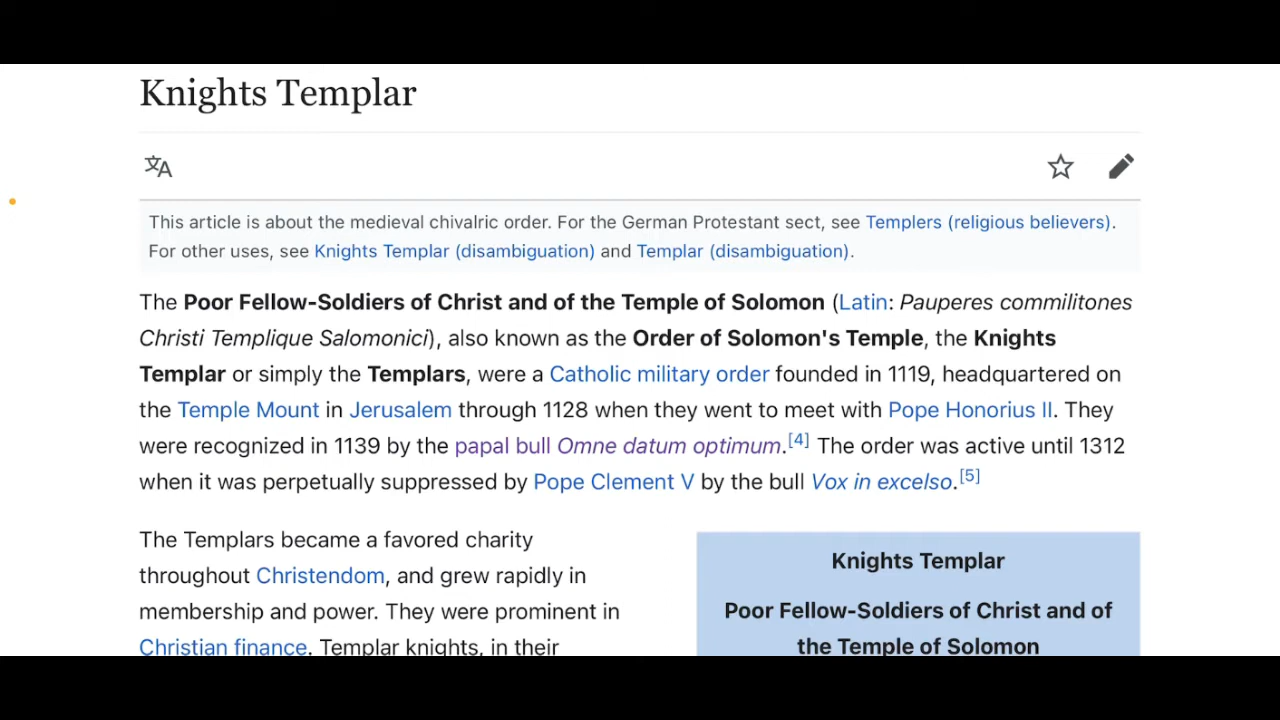 Knights Templar
This article is about the medieval chivalric order. For the German Protestant sect, see Templers (religious believers).
For other uses, see Knights Templar (disambiguation) and Templar (disambiguation).
The Poor Fellow-Soldiers of Christ and of the Temple of Solomon (Latin: Pauperes commilitones
Christi Templique Salomonici), also known as the Order of Solomon's Temple, the Knights
Templar or simply the Templars, were a Catholic military order founded in 1119, headquartered on
the Temple Mount in Jerusalem through 1128 when they went to meet with Pope Honorius II. They
were recognized in 1139 by the papal bull Omne datum optimum.[4] The order was active until 1312
when it was perpetually suppressed by Pope Clement V by the bull Vox in excelso.[5]
The Templars became a favored charity
throughout Christendom, and grew rapidly in
membership and power. They were prominent in
Christian finance. Templar knights, in their
Knights Templar
Poor Fellow-Soldiers of Christ and of
the Temple of Solomon